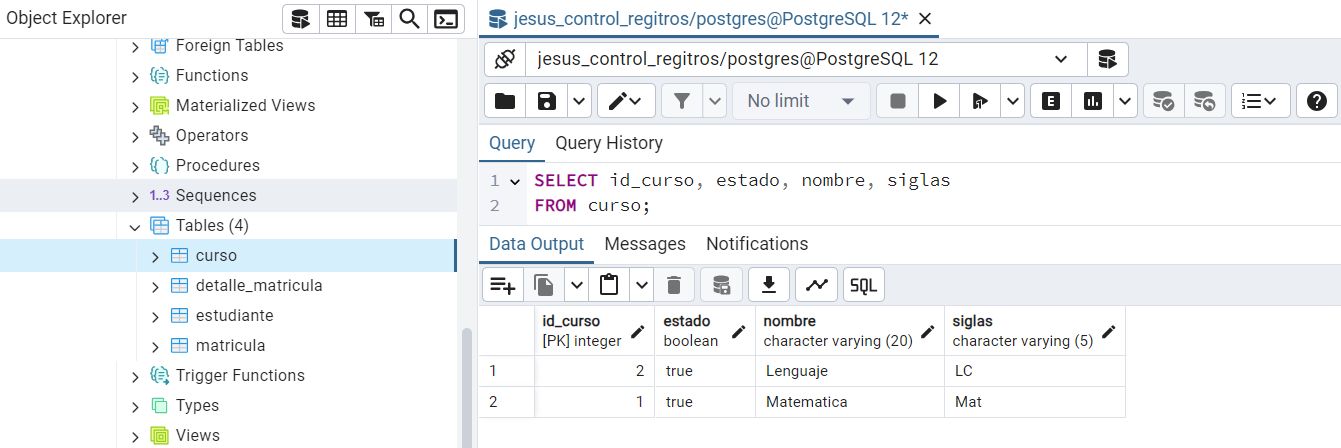 Object Explorer
Foreign Tables
Functions
Materialized Views
Operators
Procedures
1..3 Sequences
Tables (4)
curso
detalle_matricula
estudiante
matricula
Trigger Functions
Types
Views
jesus_control_regitros/postgres@PostgreSQL 12*
jesus_control_regitros/postgres@PostgreSQL 12
No limit
E
Query Query History
1 SELECT id_curso, estado, nombre, siglas
2 FROM curso;
Data Output Messages Notifications
SQL
id_curso estado nombre siglas
[PK] integer boolean character varying (20) character varying (5)
1 2 true Lenguaje LC
2 1 true Matematica Mat